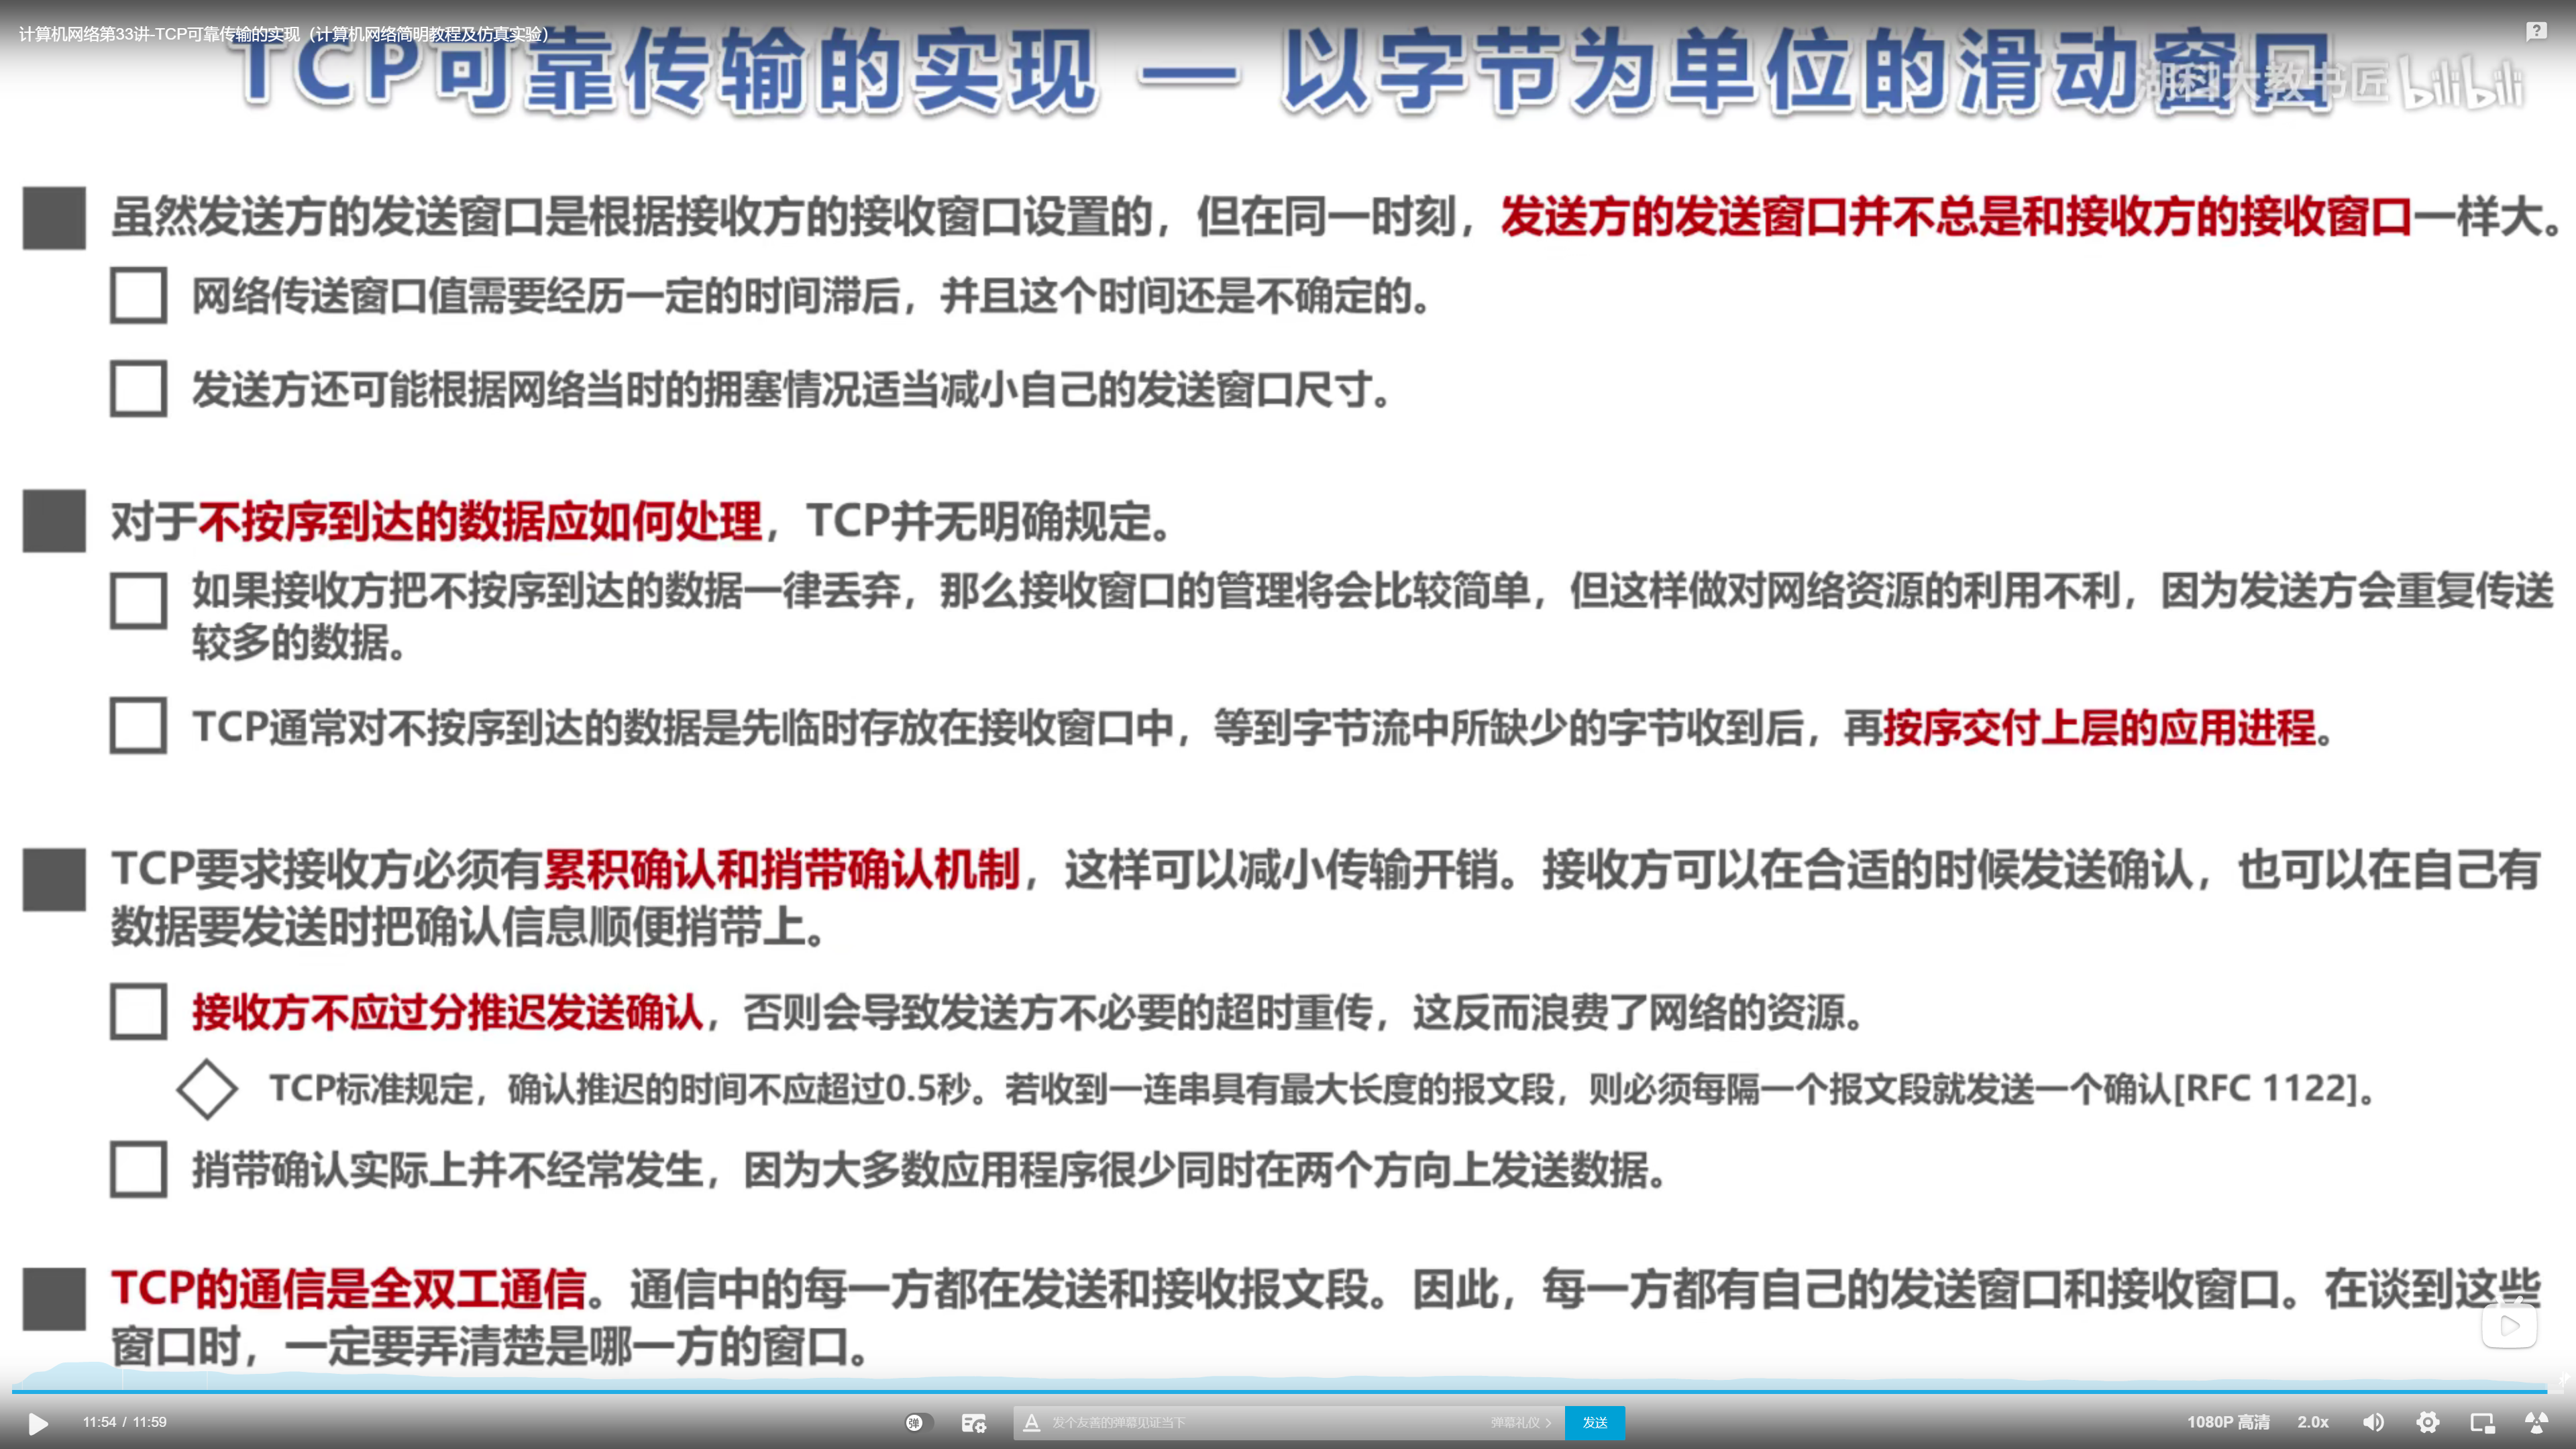 计算机网络第33讲-TCP可靠传输的实现（计算机网络简明教程及仿真实验）
TCP可靠传输的实现 — 以字节为单位的滑动窗口
湖科大教书匠 bilibili
虽然发送方的发送窗口是根据接收方的接收窗口设置的，但在同一时刻，发送方的发送窗口并不总是和接收方的接收窗口一样大。
网络传送窗口值需要经历一定的时间滞后，并且这个时间还是不确定的。
发送方还可能根据网络当时的拥塞情况适当减小自己的发送窗口尺寸。
对于不按序到达的数据应如何处理，TCP并无明确规定。
如果接收方把不按序到达的数据一律丢弃，那么接收窗口的管理将会比较简单，但这样做对网络资源的利用不利，因为发送方会重复传送
较多的数据。
TCP通常对不按序到达的数据是先临时存放在接收窗口中，等到字节流中所缺少的字节收到后，再按序交付上层的应用进程。
TCP要求接收方必须有累积确认和捎带确认机制，这样可以减小传输开销。接收方可以在合适的时候发送确认，也可以在自己有
数据要发送时把确认信息顺便捎带上。
接收方不应过分推迟发送确认，否则会导致发送方不必要的超时重传，这反而浪费了网络的资源。
TCP标准规定，确认推迟的时间不应超过0.5秒。若收到一连串具有最大长度的报文段，则必须每隔一个报文段就发送一个确认[RFC 1122]。
捎带确认实际上并不经常发生，因为大多数应用程序很少同时在两个方向上发送数据。
TCP的通信是全双工通信。通信中的每一方都在发送和接收报文段。因此，每一方都有自己的发送窗口和接收窗口。在谈到这些
窗口时，一定要弄清楚是哪一方的窗口。
11:54 / 11:59
弹
发个友善的弹幕见证当下
弹幕礼仪
发送
1080P 高清
2.0x